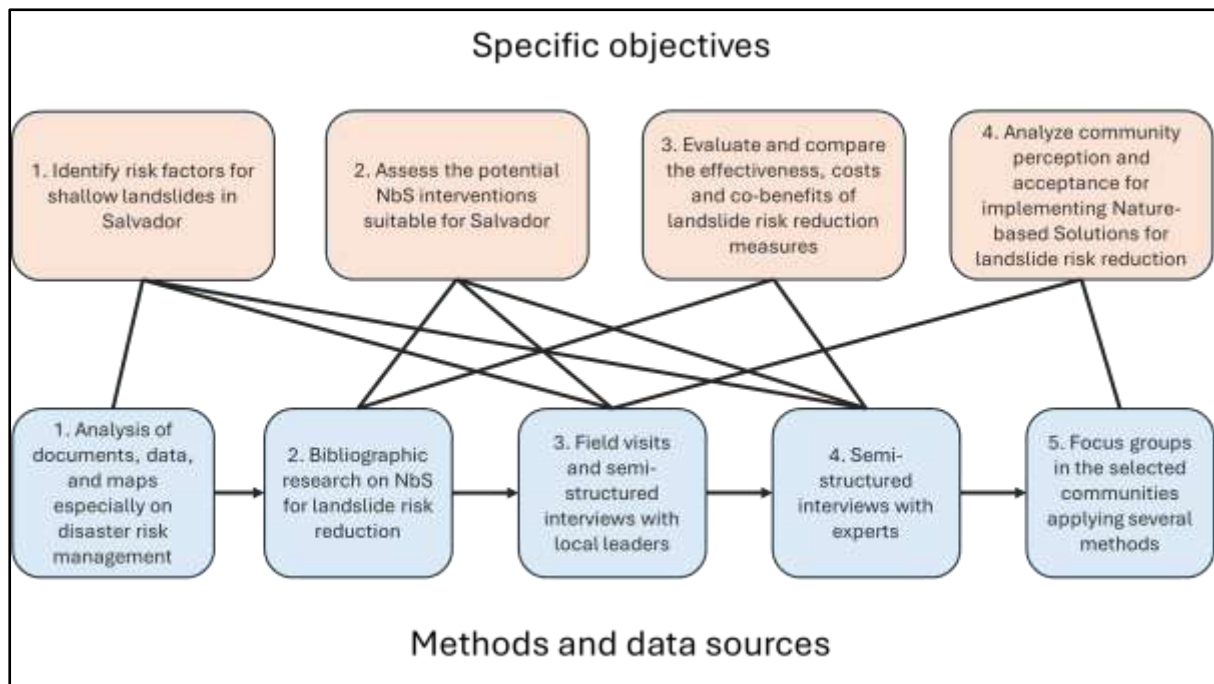 Specific objectives
1. Identify risk factors for
shallow landslides in
Salvador
2. Assess the potential
NbS interventions
suitable for Salvador
3. Evaluate and compare
the effectiveness, costs
and co-benefits of
landslide risk reduction
measures
4. Analyze community
perception and
acceptance for
implementing Nature-
based Solutions for
landslide risk reduction
1. Analysis of
documents, data,
and maps
especially on
disaster risk
management
2. Bibliographic
research on NbS
for landslide risk
reduction
3. Field visits
and semi-
structured
interviews with
local leaders
4. Semi-
structured
interviews with
experts
5. Focus groups
in the selected
communities
applying several
methods
Methods and data sources